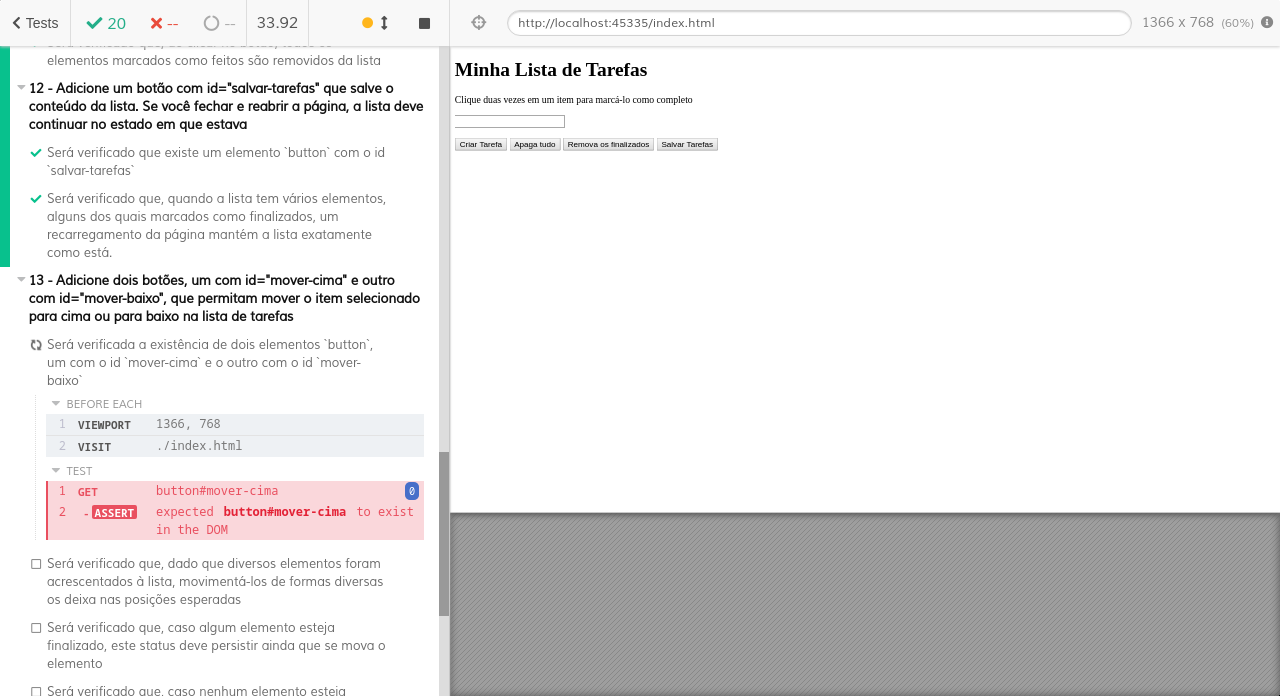 Tests
20
--
--
33.92
http://localhost:45335/index.html
1366 x 768 (60%)
Será verificado que, ao clicar no botão, todos os
elementos marcados como feitos são removidos da lista
12 - Adicione um botão com id="salvar-tarefas" que salve o
conteúdo da lista. Se você fechar e reabrir a página, a lista deve
continuar no estado em que estava
Será verificado que existe um elemento `button` com o id
`salvar-tarefas`
Será verificado que, quando a lista tem vários elementos,
alguns dos quais marcados como finalizados, um
recarregamento da página mantém a lista exatamente
como está.
13 - Adicione dois botões, um com id="mover-cima" e outro
com id="mover-baixo", que permitam mover o item selecionado
para cima ou para baixo na lista de tarefas
Será verificada a existência de dois elementos `button`,
um com o id `mover-cima` e o outro com o id `mover-
baixo`
BEFORE EACH
1 VIEWPORT 1366, 768
2 VISIT ./index.html
TEST
1 GET button#mover-cima 0
2 - ASSERT expected button#mover-cima to exist
in the DOM
Será verificado que, dado que diversos elementos foram
acrescentados à lista, movimentá-los de formas diversas
os deixa nas posições esperadas
Será verificado que, caso algum elemento esteja
finalizado, este status deve persistir ainda que se mova o
elemento
Será verificado que, caso nenhum elemento esteja
Minha Lista de Tarefas
Clique duas vezes em um item para marcá-lo como completo
Criar Tarefa Apaga tudo Remova os finalizados Salvar Tarefas